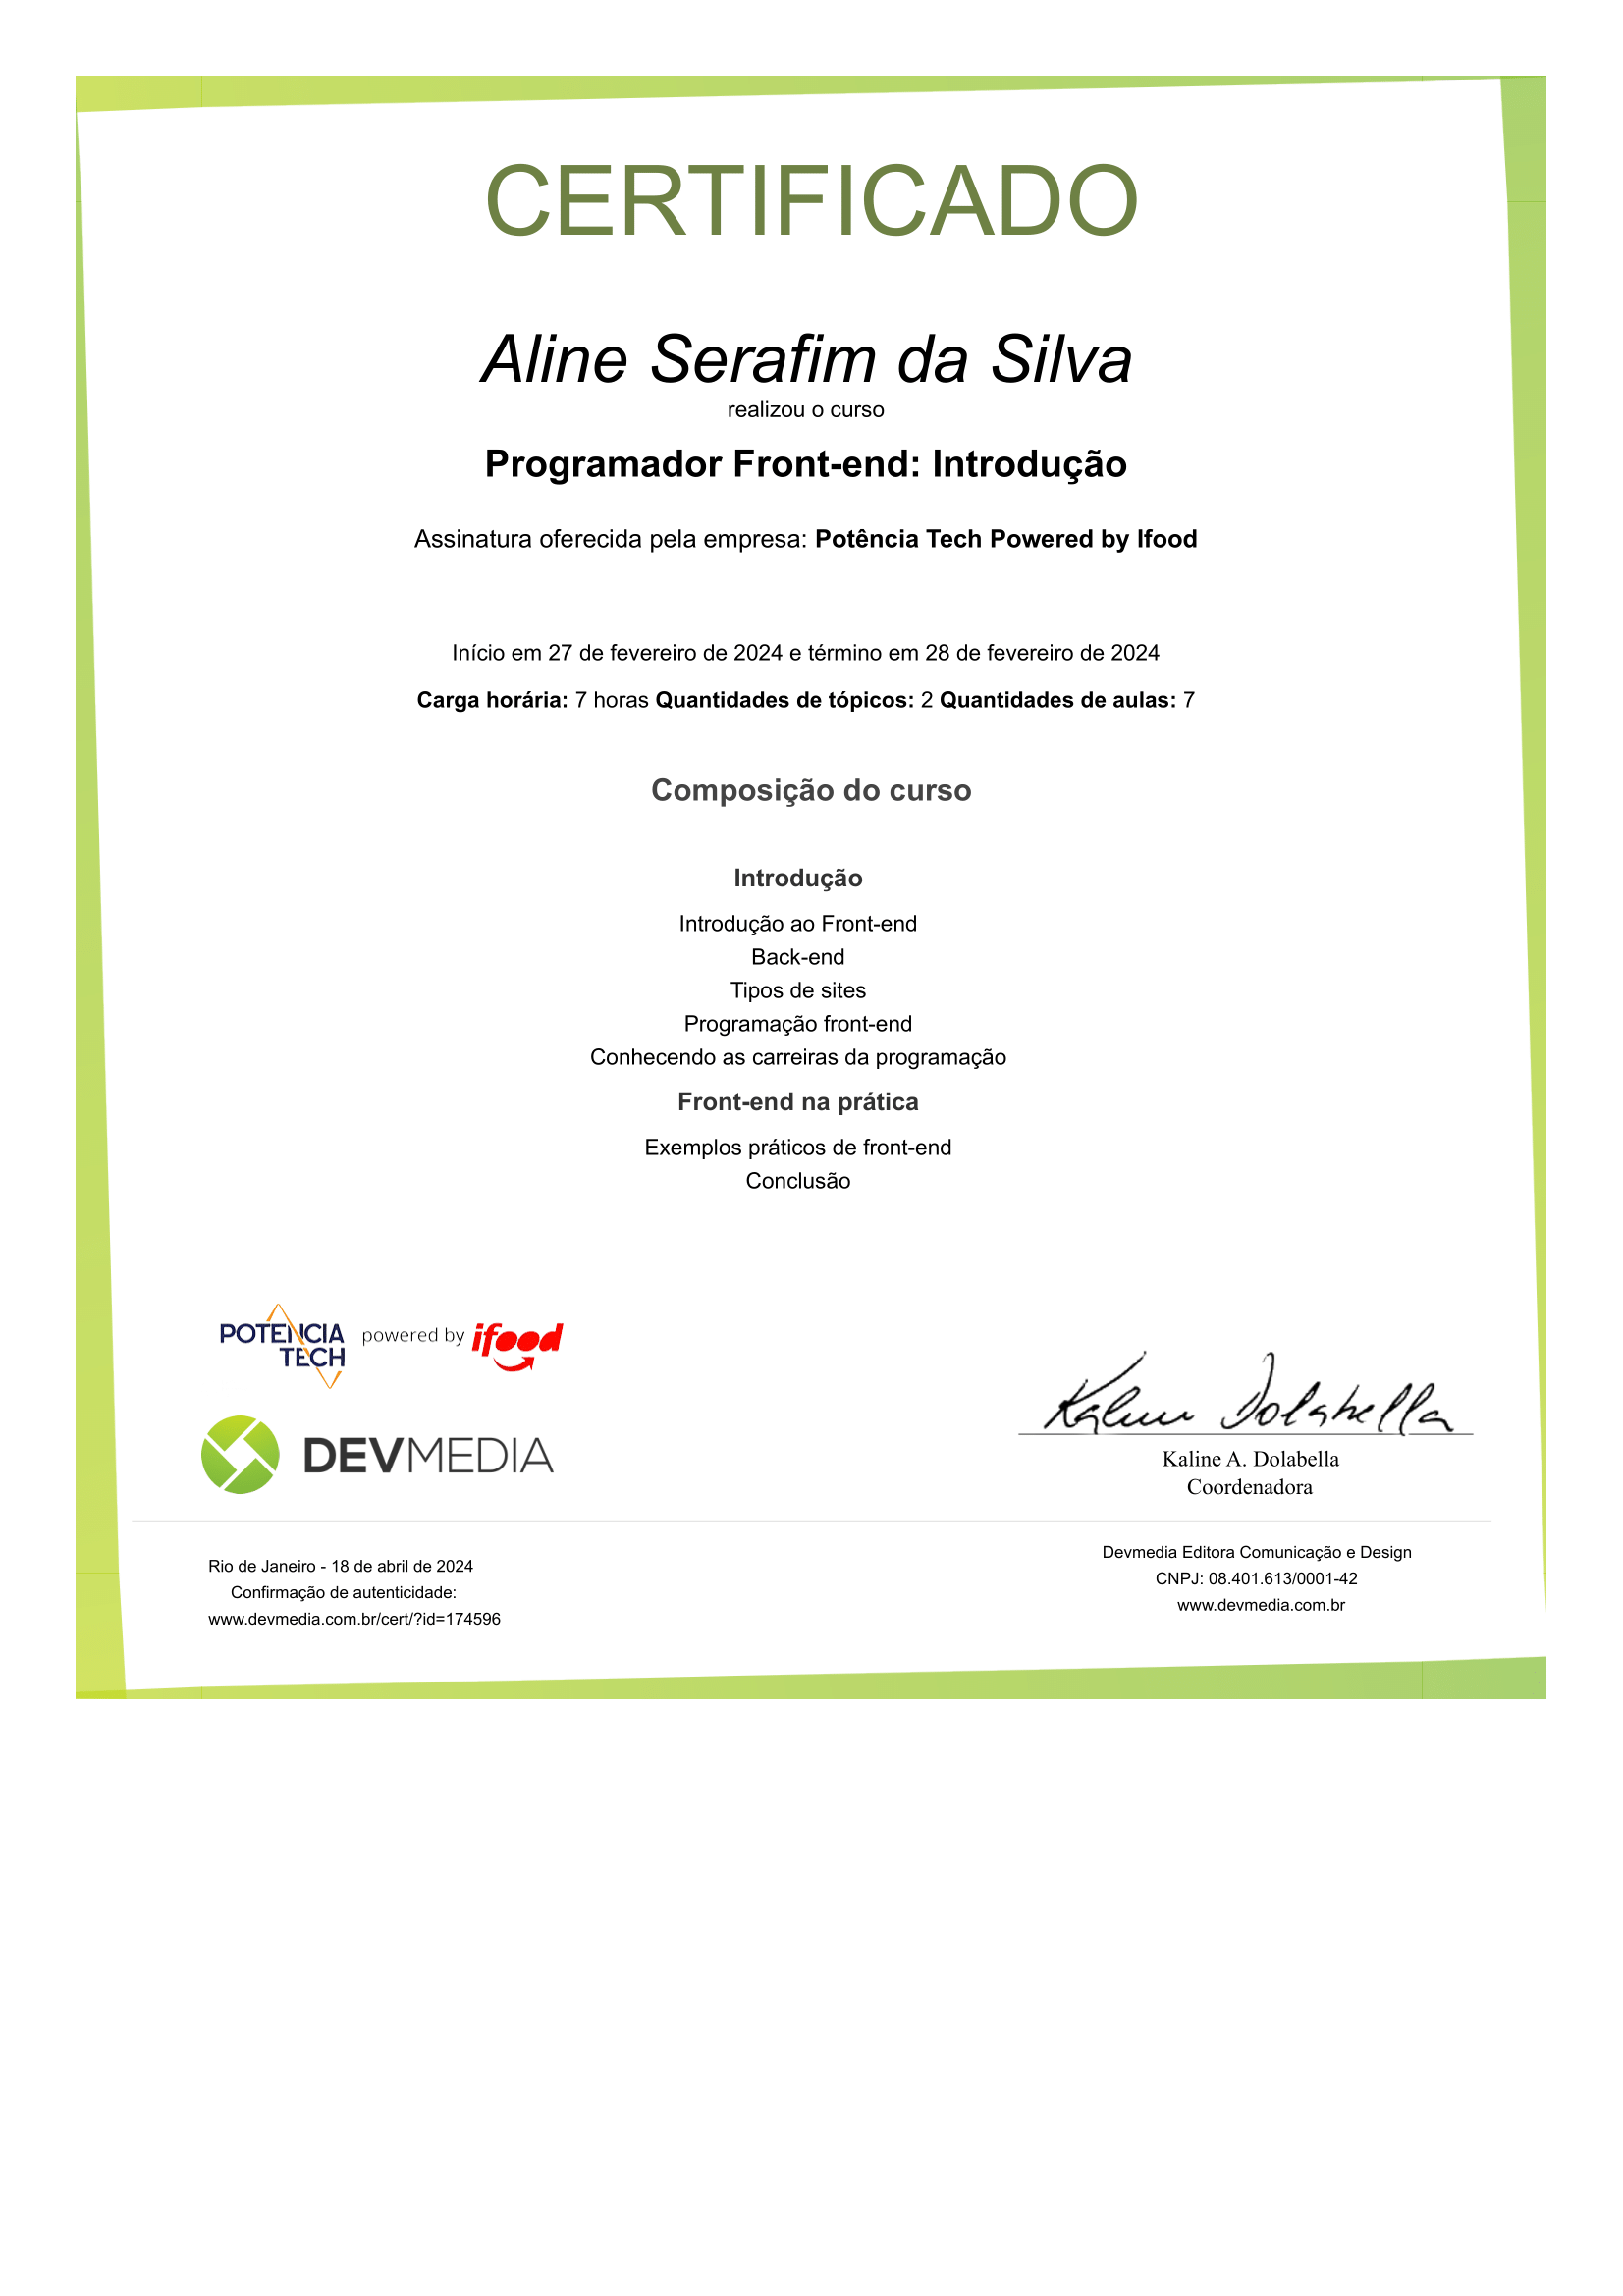 CERTIFICADO
Aline Serafim da Silva
realizou o curso
Programador Front-end: Introdução
Assinatura oferecida pela empresa: Potência Tech Powered by Ifood
Início em 27 de fevereiro de 2024 e término em 28 de fevereiro de 2024
Carga horária: 7 horas Quantidades de tópicos: 2 Quantidades de aulas: 7
Composição do curso
Introdução
Introdução ao Front-end
Back-end
Tipos de sites
Programação front-end
Conhecendo as carreiras da programação
Front-end na prática
Exemplos práticos de front-end
Conclusão
POTENCIA
TECH
powered by ifood
DEVMEDIA
Kaline Dolabella
Kaline A. Dolabella
Coordenadora
Rio de Janeiro - 18 de abril de 2024
Confirmação de autenticidade:
www.devmedia.com.br/cert/?id=174596
Devmedia Editora Comunicação e Design
CNPJ: 08.401.613/0001-42
www.devmedia.com.br